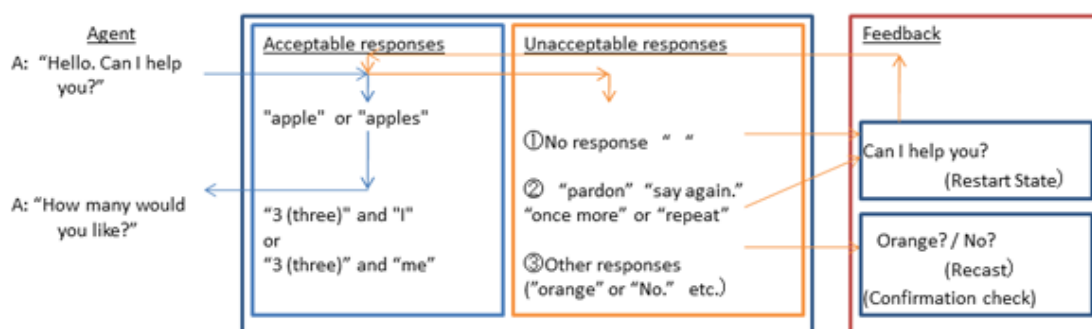 Agent
A: “Hello. Can I help
you?”
A: “How many would
you like?”
Acceptable responses
"apple" or "apples"
“3 (three)" and "I"
or
“3 (three)” and “me”
Unacceptable responses
①No response “ ”
② “pardon” “say again.”
“once more” or “repeat”
③Other responses
(”orange” or “No.” etc.)
Feedback
Can I help you?
(Restart State)
Orange? / No?
(Recast)
(Confirmation check)